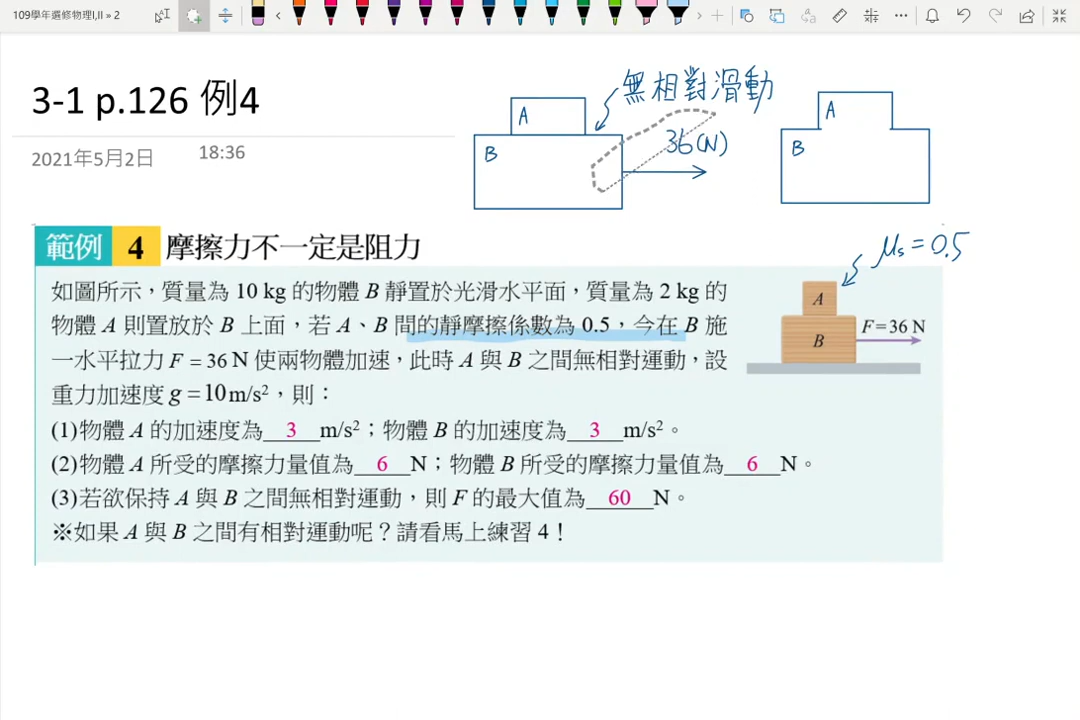 109學年選修物理I,II » 2
3-1 p.126 例4
2021年5月2日 18:36
無相對滑動
A
B
36(N)
A
B
μs = 0.5
範例 4 摩擦力不一定是阻力
如圖所示，質量為 10 kg 的物體 B 靜置於光滑水平面，質量為 2 kg 的
物體 A 則置放於 B 上面，若 A、B 間的靜摩擦係數為 0.5，今在 B 施
一水平拉力 F = 36 N 使兩物體加速，此時 A 與 B 之間無相對運動，設
重力加速度 g = 10 m/s²，則：
(1)物體 A 的加速度為 3 m/s²；物體 B 的加速度為 3 m/s²。
(2)物體 A 所受的摩擦力量值為 6 N；物體 B 所受的摩擦力量值為 6 N。
(3)若欲保持 A 與 B 之間無相對運動，則 F 的最大值為 60 N。
※如果 A 與 B 之間有相對運動呢？請看馬上練習 4！
A
B
F = 36 N